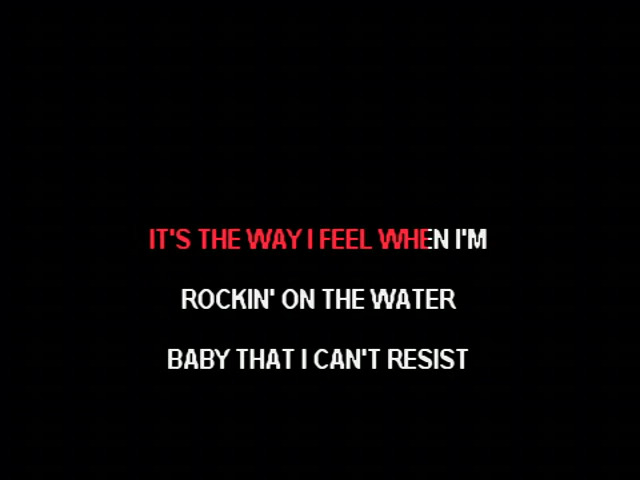 IT'S THE WAY I FEEL WHEN I'M
ROCKIN' ON THE WATER
BABY THAT I CAN'T RESIST